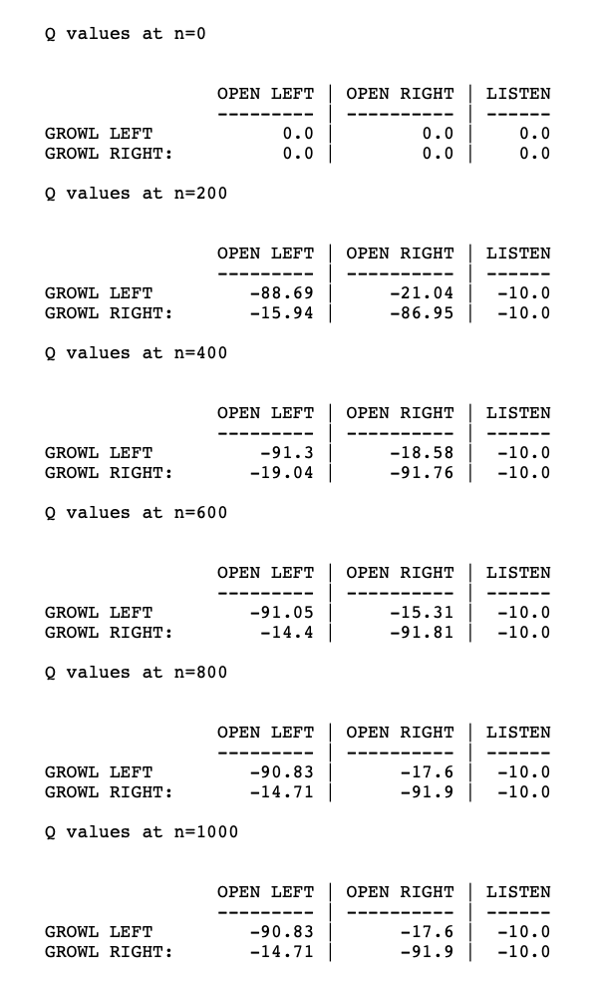 Q values at n=0
                OPEN LEFT | OPEN RIGHT | LISTEN
                --------- | ---------- | ------
GROWL LEFT            0.0 |        0.0 |    0.0
GROWL RIGHT:          0.0 |        0.0 |    0.0
Q values at n=200
                OPEN LEFT | OPEN RIGHT | LISTEN
                --------- | ---------- | ------
GROWL LEFT         -88.69 |     -21.04 |  -10.0
GROWL RIGHT:       -15.94 |     -86.95 |  -10.0
Q values at n=400
                OPEN LEFT | OPEN RIGHT | LISTEN
                --------- | ---------- | ------
GROWL LEFT          -91.3 |     -18.58 |  -10.0
GROWL RIGHT:       -19.04 |     -91.76 |  -10.0
Q values at n=600
                OPEN LEFT | OPEN RIGHT | LISTEN
                --------- | ---------- | ------
GROWL LEFT         -91.05 |     -15.31 |  -10.0
GROWL RIGHT:        -14.4 |     -91.81 |  -10.0
Q values at n=800
                OPEN LEFT | OPEN RIGHT | LISTEN
                --------- | ---------- | ------
GROWL LEFT         -90.83 |      -17.6 |  -10.0
GROWL RIGHT:       -14.71 |      -91.9 |  -10.0
Q values at n=1000
                OPEN LEFT | OPEN RIGHT | LISTEN
                --------- | ---------- | ------
GROWL LEFT         -90.83 |      -17.6 |  -10.0
GROWL RIGHT:       -14.71 |      -91.9 |  -10.0